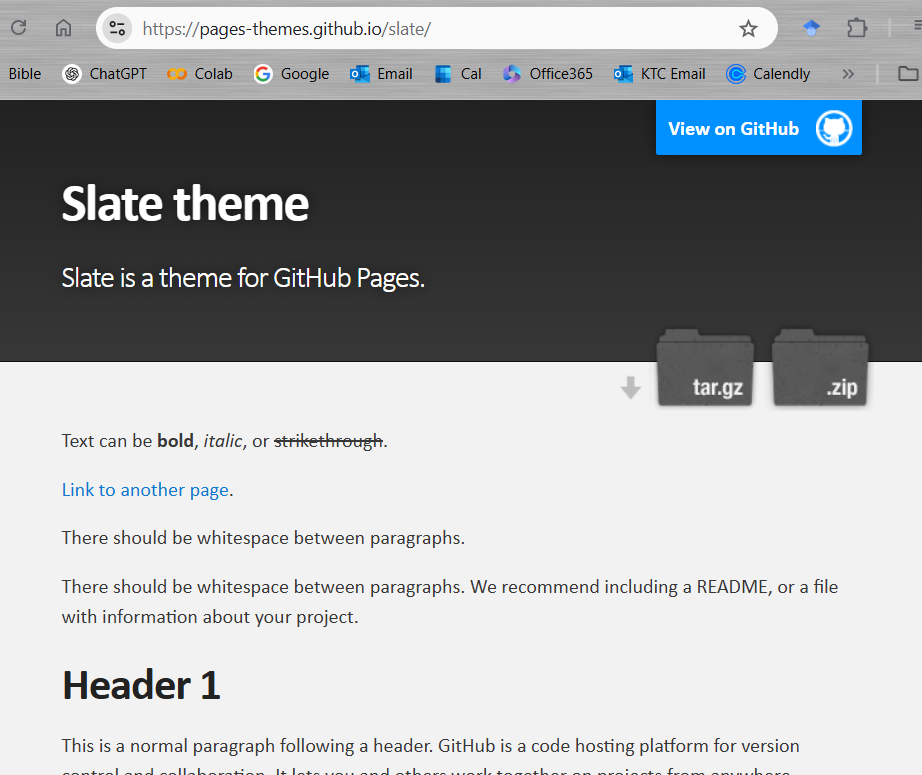 https://pages-themes.github.io/slate/
Bible ChatGPT Colab Google Email Cal Office365 KTC Email Calendly »
View on GitHub
Slate theme
Slate is a theme for GitHub Pages.
tar.gz .zip
Text can be bold, italic, or strikethrough.
Link to another page.
There should be whitespace between paragraphs.
There should be whitespace between paragraphs. We recommend including a README, or a file
with information about your project.
Header 1
This is a normal paragraph following a header. GitHub is a code hosting platform for version
control and collaboration. It lets you and others work together on projects from anywhere.